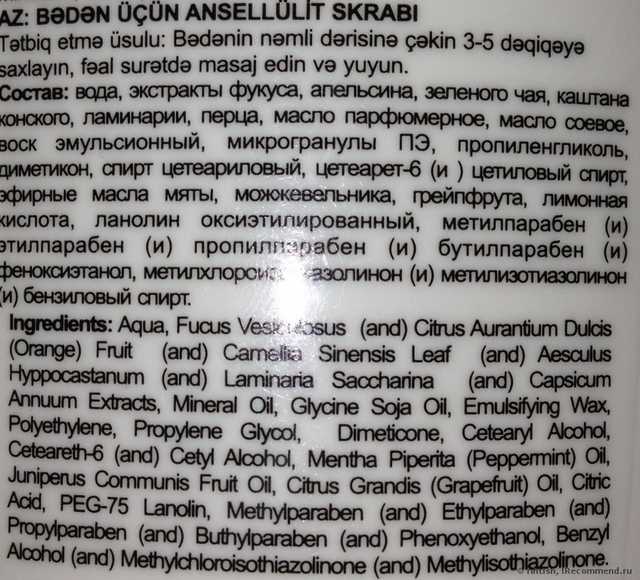 AZ: BƏDƏN ÜÇÜN ANSELLÜLİT SKRABI
Tətbiq etmə üsulu: Bədənin nəmli dərisinə çəkin 3-5 dəqiqəyə
saxlayın, fəal surətdə masaj edin və yuyun.
Состав: вода, экстракты фукуса, апельсина, зеленого чая, каштана
конского, ламинарии, перца, масло парфюмерное, масло соевое,
воск эмульсионный, микрогранулы ПЭ, пропиленгликоль,
диметикон, спирт цетеариловый, цетеарет-6 (и ) цетиловый спирт,
эфирные масла мяты, можжевельника, грейпфрута, лимонная
кислота, ланолин оксиэтилированный, метилпарабен (и)
этилпарабен (и) пропилпарабен (и) бутилпарабен (и)
феноксиэтанол, (и) метилизотиазолинон
(и) бензиловый спирт.
Ingredients: Aqua, Fucus (and) Citrus Aurantium Dulcis
(Orange) Fruit (and) Camellia Sinensis Leaf (and) Aesculus
Hyppocastanum (and) Laminaria Saccharina (and) Capsicum
Annuum Extracts, Mineral Oil, Glycine Soja Oil, Emulsifying Wax,
Polyethylene, Propylene Glycol, Dimeticone, Cetearyl Alcohol,
Ceteareth-6 (and) Cetyl Alcohol, Mentha Piperita (Peppermint) Oil,
Juniperus Communis Fruit Oil, Citrus Grandis (Grapefruit) Oil, Citric
Acid, PEG-75 Lanolin, Methylparaben (and) Ethylparaben (and)
Propylparaben (and) Buthylparaben (and) Phenoxyethanol, Benzyl
Alcohol (and) Methylchloroisothiazolinone (and) Methylisothiazolinone.
IRecommend.ru